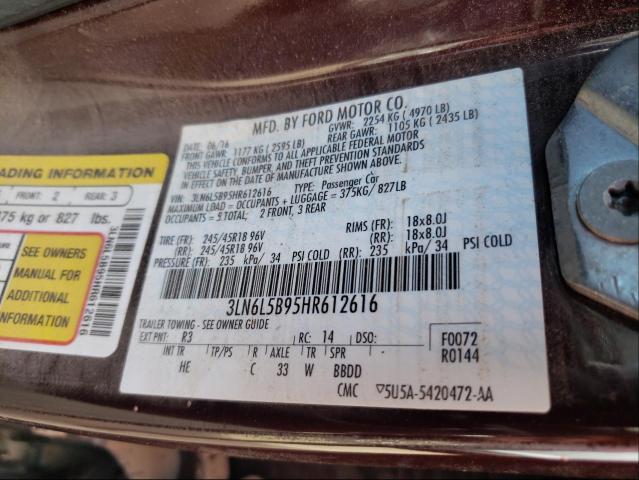 MFD. BY FORD MOTOR CO.
DATE: 06/16 GVWR: 2254 KG ( 4970 LB)
FRONT GAWR: 1177 KG ( 2595 LB) REAR GAWR: 1105 KG ( 2435 LB)
THIS VEHICLE CONFORMS TO ALL APPLICABLE FEDERAL MOTOR
VEHICLE SAFETY, BUMPER, AND THEFT PREVENTION STANDARDS
IN EFFECT ON THE DATE OF MANUFACTURE SHOWN ABOVE.
VIN: 3LN6L5B95HR612616 TYPE: Passenger Car
MAXIMUM LOAD = OCCUPANTS + LUGGAGE = 375KG/ 827LB
OCCUPANTS = 5 TOTAL: 2 FRONT, 3 REAR
TIRE (FR): 245/45R18 96V RIMS (FR): 18x8.0J
(RR): 245/45R18 96V (RR): 18x8.0J
PRESSURE (FR): 235 kPa/ 34 PSI COLD (RR): 235 kPa/ 34 PSI COLD
3LN6L5B95HR612616
TRAILER TOWING - SEE OWNER GUIDE
EXT PNT: R3 RC: 14 DSO:
F0072
R0144
INT TR TP/PS R AXLE TR SPR
HE C 33 W BBDD
CMC 5U5A-5420472-AA
ADING INFORMATION
FRONT: 2 REAR: 3
75 kg or 827 lbs.
SEE OWNERS
MANUAL FOR
ADDITIONAL
INFORMATION
3LN6L5B95HR612616